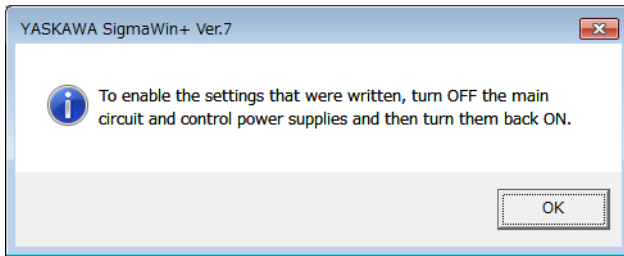 YASKAWA SigmaWin+ Ver.7
To enable the settings that were written, turn OFF the main
circuit and control power supplies and then turn them back ON.
OK